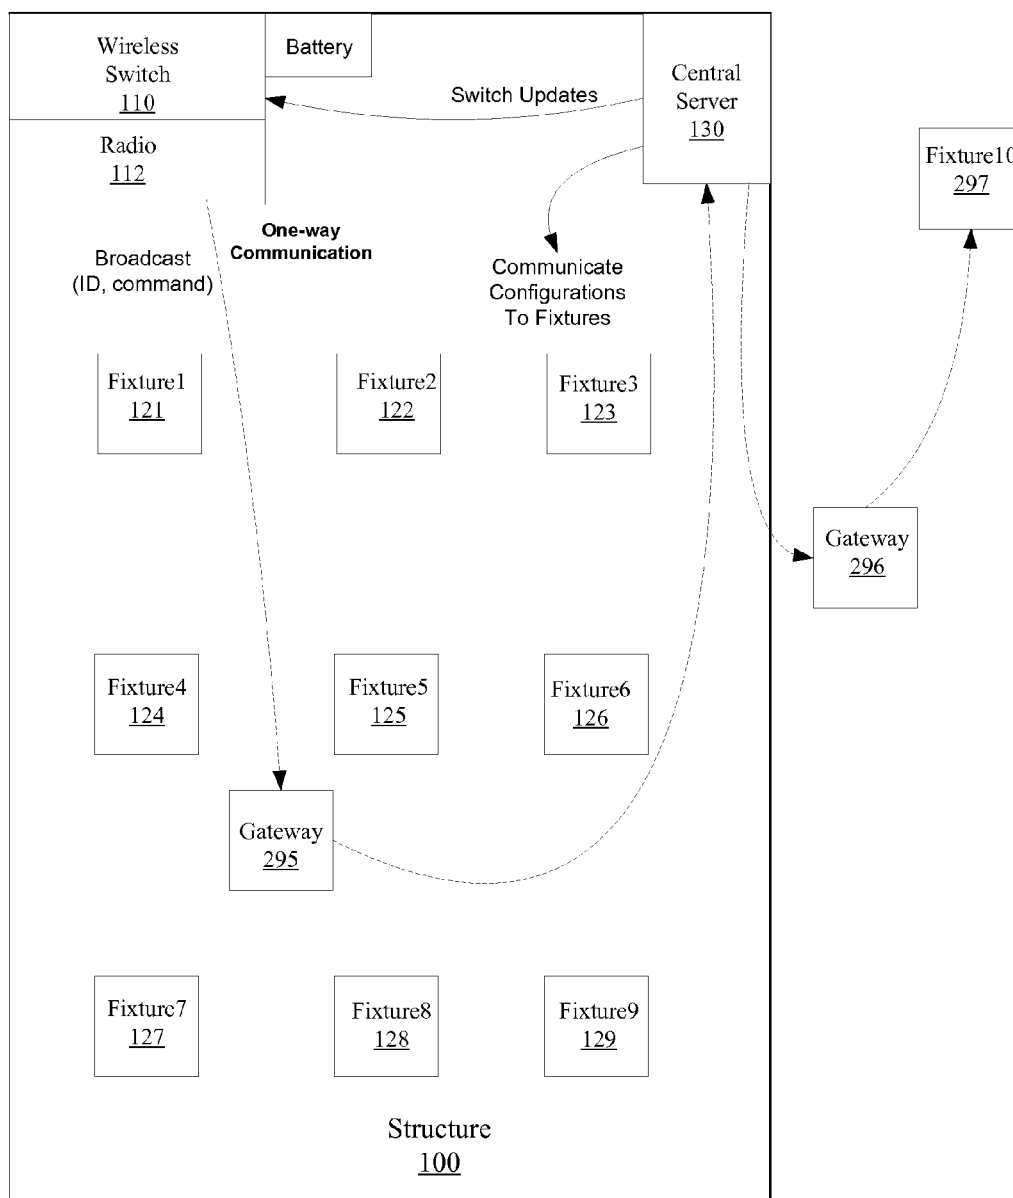 Wireless
Switch
110
Battery
Switch Updates
Central
Server
130
Radio
112
Fixture10
297
One-way
Communication
Broadcast
(ID, command)
Communicate
Configurations
To Fixtures
Fixture1
121
Fixture2
122
Fixture3
123
Gateway
296
Fixture4
124
Fixture5
125
Fixture6
126
Gateway
295
Fixture7
127
Fixture8
128
Fixture9
129
Structure
100